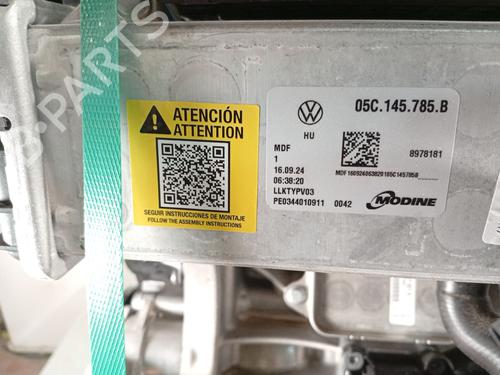 B-PARTS
ATENCIÓN
ATTENTION
SEGUIR INSTRUCCIONES DE MONTAJE
FOLLOW THE ASSEMBLY INSTRUCTIONS
05C.145.785.B
HU
MDF
1
8978181
16.09.24
06:38:20
LLKTYPV03
PE0344010911 0042
MODINE